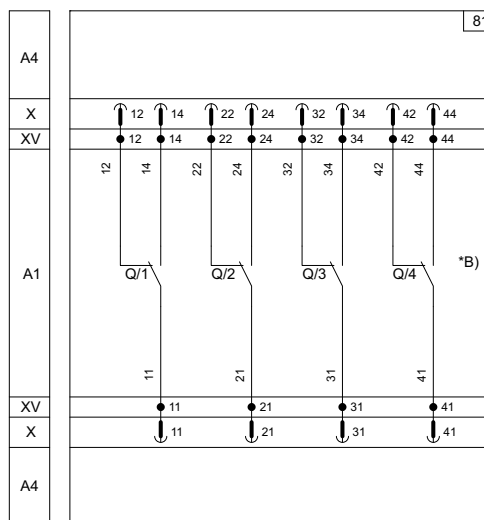 81
A4
X 12 14 22 24 32 34 42 44
XV 12 14 22 24 32 34 42 44
12 14 22 24 32 34 42 44
A1 Q/1 Q/2 Q/3 Q/4 *B)
11 21 31 41
XV 11 21 31 41
X 11 21 31 41
A4